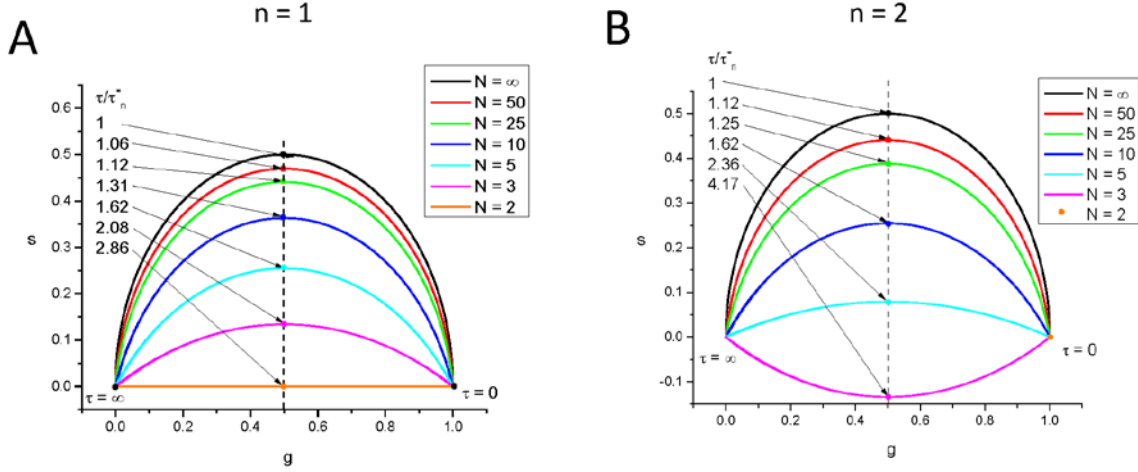 n = 1
A
τ/τ*n
1
1.06
1.12
1.31
1.62
2.08
2.86
N = ∞
N = 50
N = 25
N = 10
N = 5
N = 3
N = 2
s
0.6
0.5
0.4
0.3
0.2
0.1
0.0
τ = ∞
τ = 0
0.0
0.2
0.4
0.6
0.8
1.0
g
n = 2
B
τ/τ*n
1
1.12
1.25
1.62
2.36
4.17
N = ∞
N = 50
N = 25
N = 10
N = 5
N = 3
N = 2
s
0.5
0.4
0.3
0.2
0.1
0.0
-0.1
τ = ∞
τ = 0
0.0
0.2
0.4
0.6
0.8
1.0
g